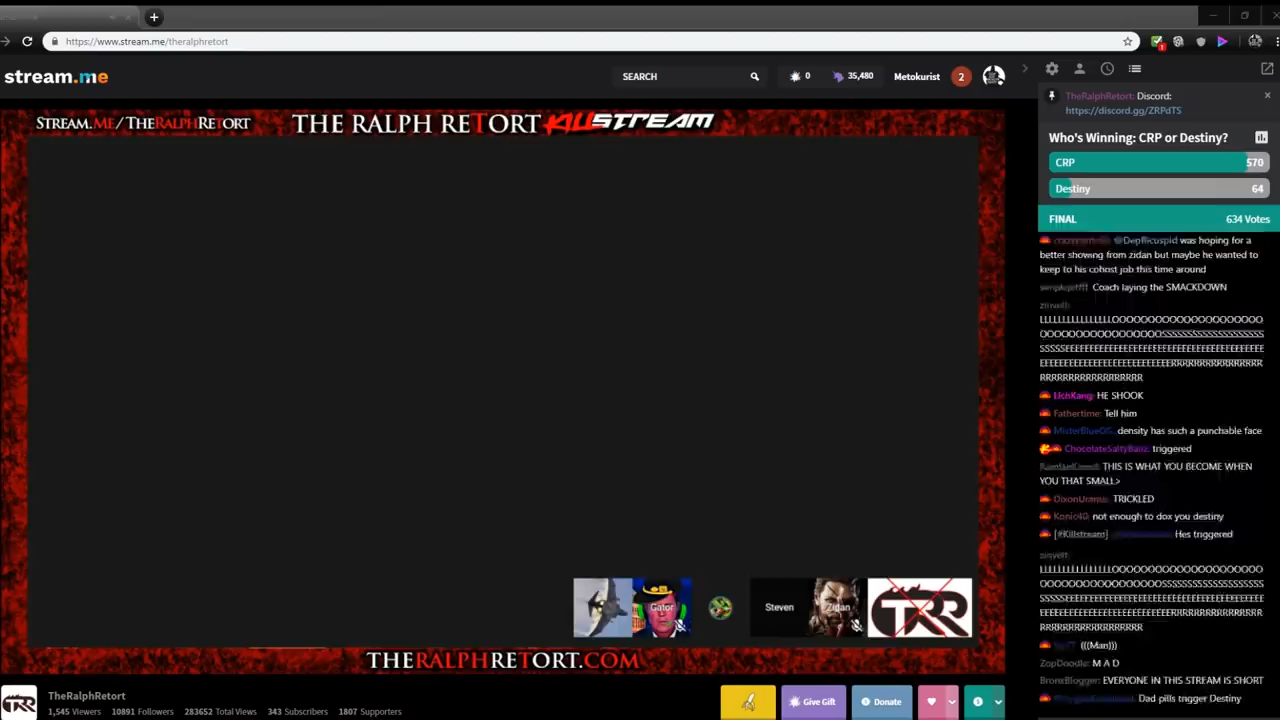 https://www.stream.me/theralphretort
stream.me
SEARCH
0
35,480
Metokurist
2
STREAM.ME/THERALPHRETORT
THE RALPH RETORT KILLSTREAM
Gator
Steven
Zidan
TRR
THERALPHRETORT.COM
TRR
TheRalphRetort
1,545 Viewers 10891 Followers 283652 Total Views 343 Subscribers 1807 Supporters
Give Gift
Donate
TheRalphRetort: Discord:
https://discord.gg/ZRPdTS
Who's Winning: CRP or Destiny?
CRP 570
Destiny 64
FINAL 634 Votes
was hoping for a
better showing from zidan but maybe he wanted to
keep to his cohost job this time around
Coach laying the SMACKDOWN
HE SHOOK
Fathertime: Tell him
density has such a punchable face
ChocolateSaltyBallz: triggered
THIS IS WHAT YOU BECOME WHEN
YOU THAT SMALL>
TRICKLED
not enough to dox you destiny
[#Killstream] Hes triggered
(((Man)))
ZapDoodle: M A D
BronxBlogger: EVERYONE IN THIS STREAM IS SHORT
Dad pills trigger Destiny